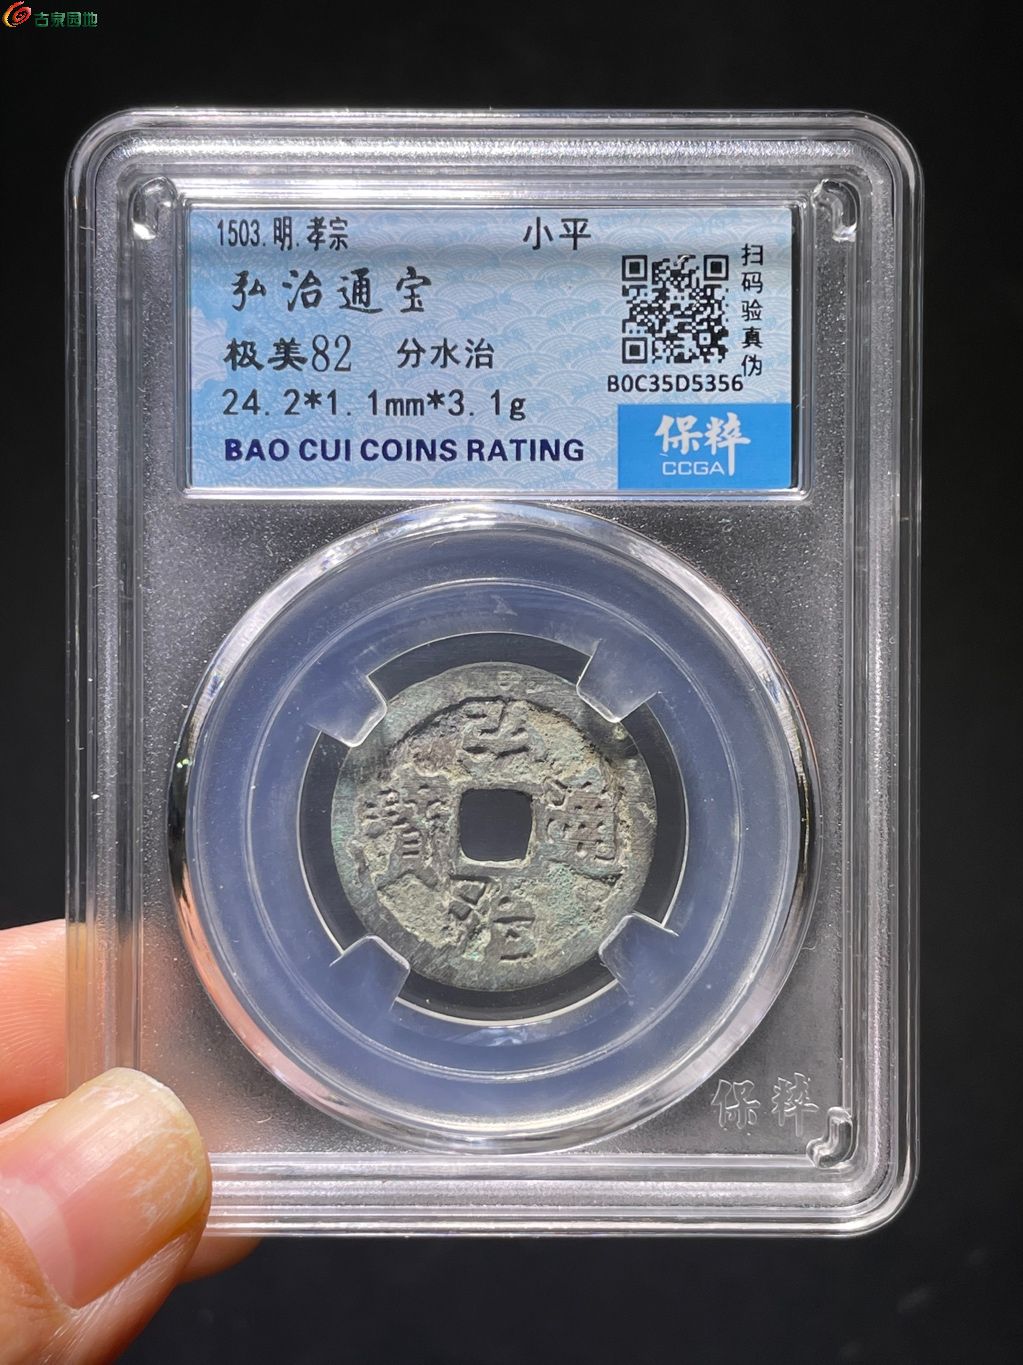 古泉园地
1503.明.孝宗
小平
弘治通宝
极美82 分水治
24.2*1.1mm*3.1g
BAO CUI COINS RATING
扫码验真伪
B0C35D5356
保粹
CCGA
弘治通寶
保粹